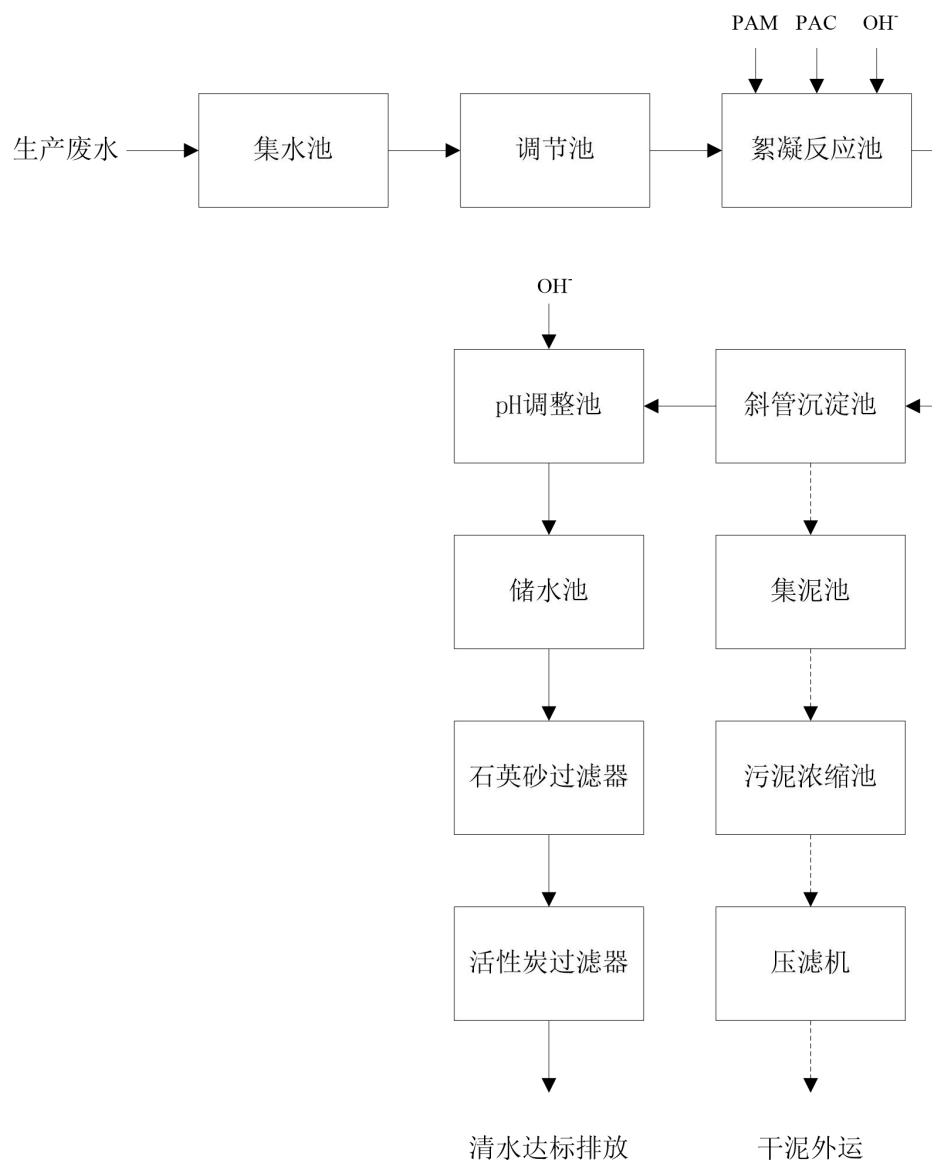 PAM PAC OH⁻
生产废水 集水池 调节池 絮凝反应池
OH⁻
pH调整池 斜管沉淀池
储水池 集泥池
石英砂过滤器 污泥浓缩池
活性炭过滤器 压滤机
清水达标排放 干泥外运